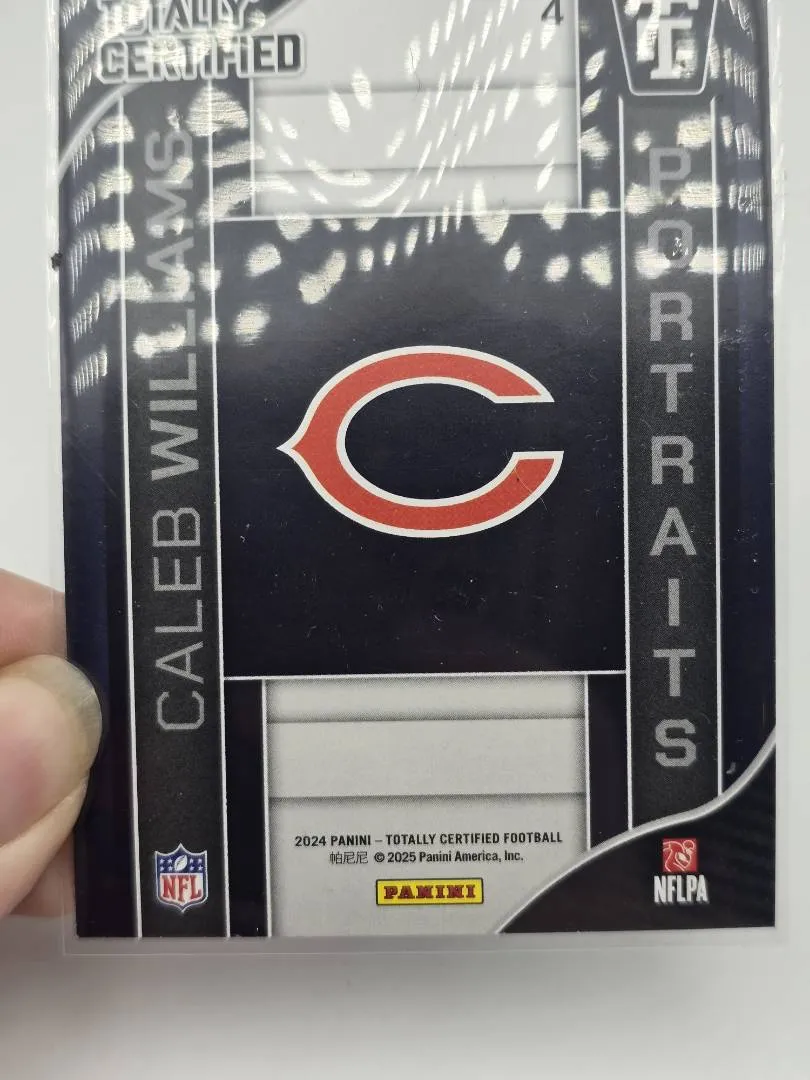 TOTALLY
CERTIFIED
4
CALEB WILLIAMS
PORTRAITS
2024 PANINI – TOTALLY CERTIFIED FOOTBALL
帕尼尼 © 2025 Panini America, Inc.
PANINI
NFL
NFLPA